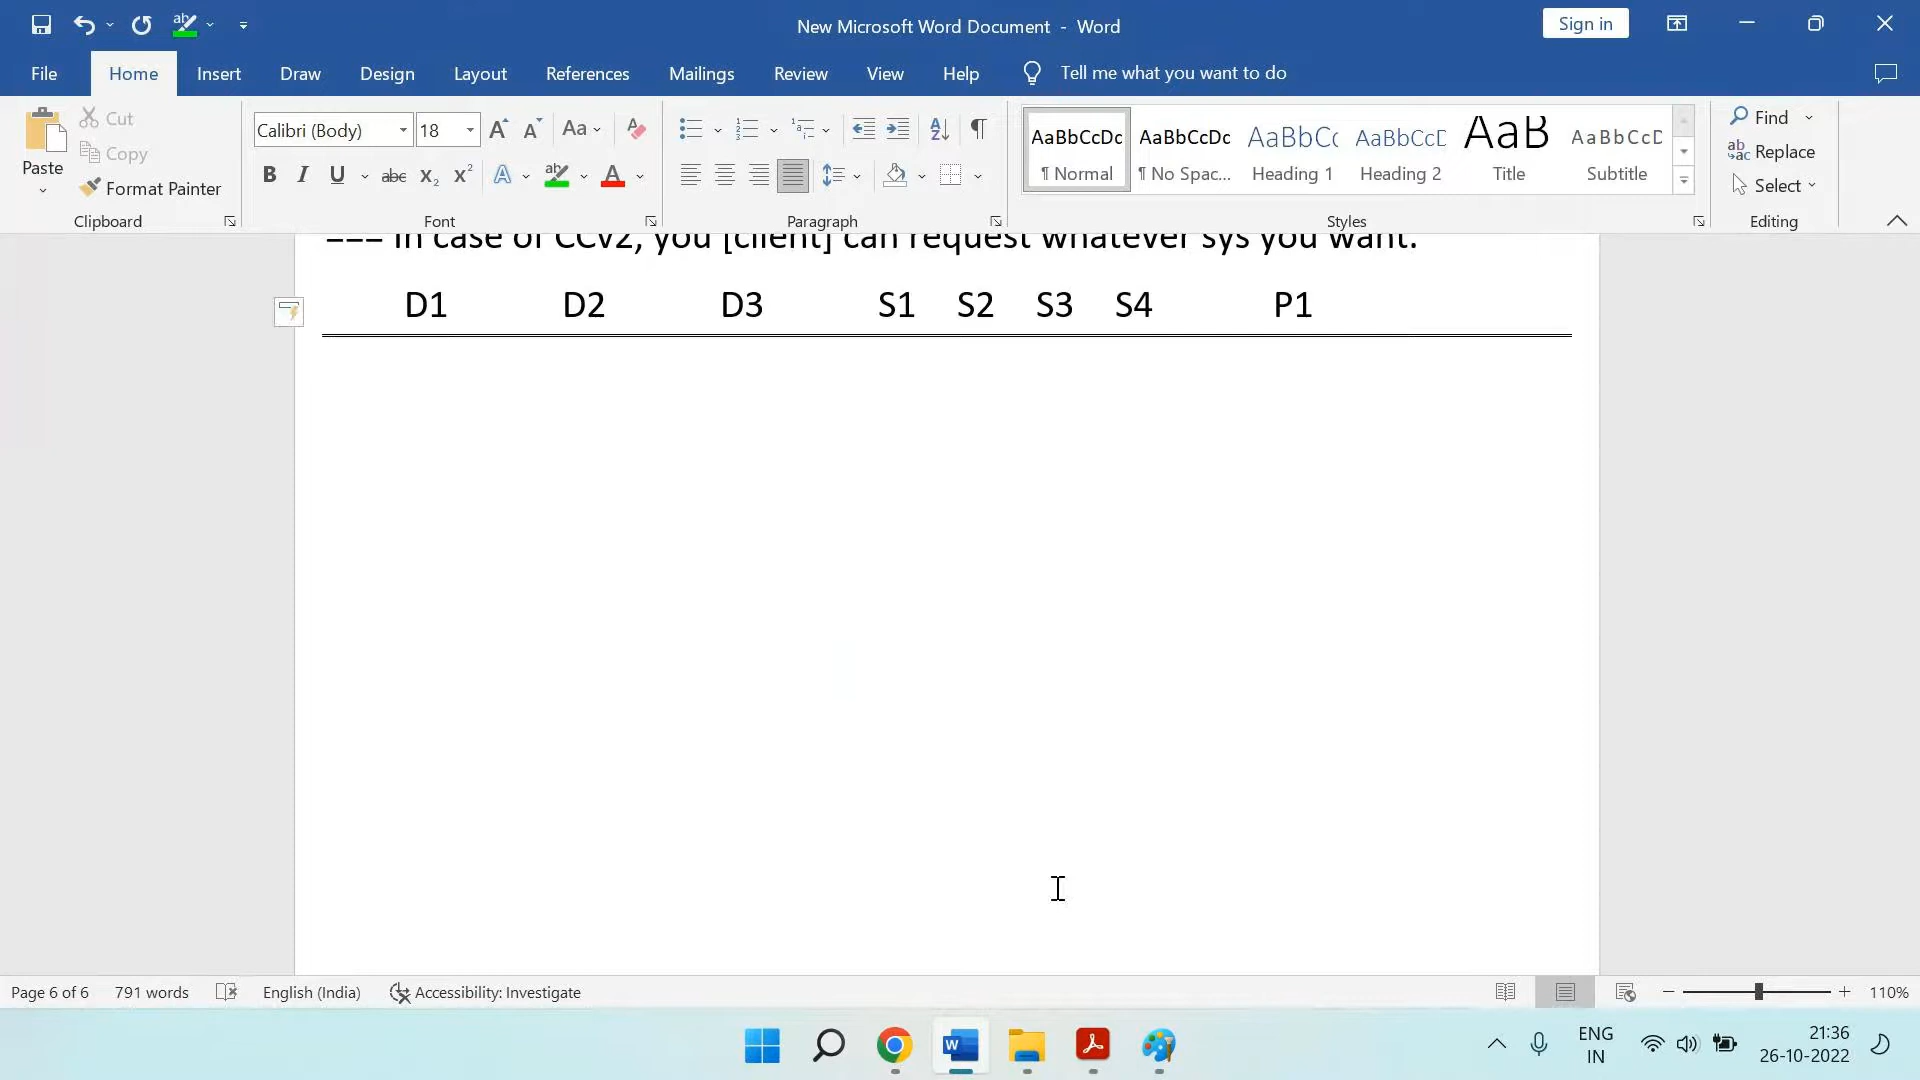 New Microsoft Word Document - Word
Sign in
File Home Insert Draw Design Layout References Mailings Review View Help Tell me what you want to do
Paste
Cut
Copy
Format Painter
Clipboard
Calibri (Body) 18
Font
Paragraph
AaBbCcDc AaBbCcDc AaBbCc AaBbCcD AaB AaBbCcD
¶ Normal ¶ No Spac... Heading 1 Heading 2 Title Subtitle
Styles
Find
Replace
Select
Editing
=== In case of CCv2, you [client] can request whatever sys you want.
D1 D2 D3 S1 S2 S3 S4 P1
Page 6 of 6 791 words English (India) Accessibility: Investigate 110%
ENG
IN
21:36
26-10-2022